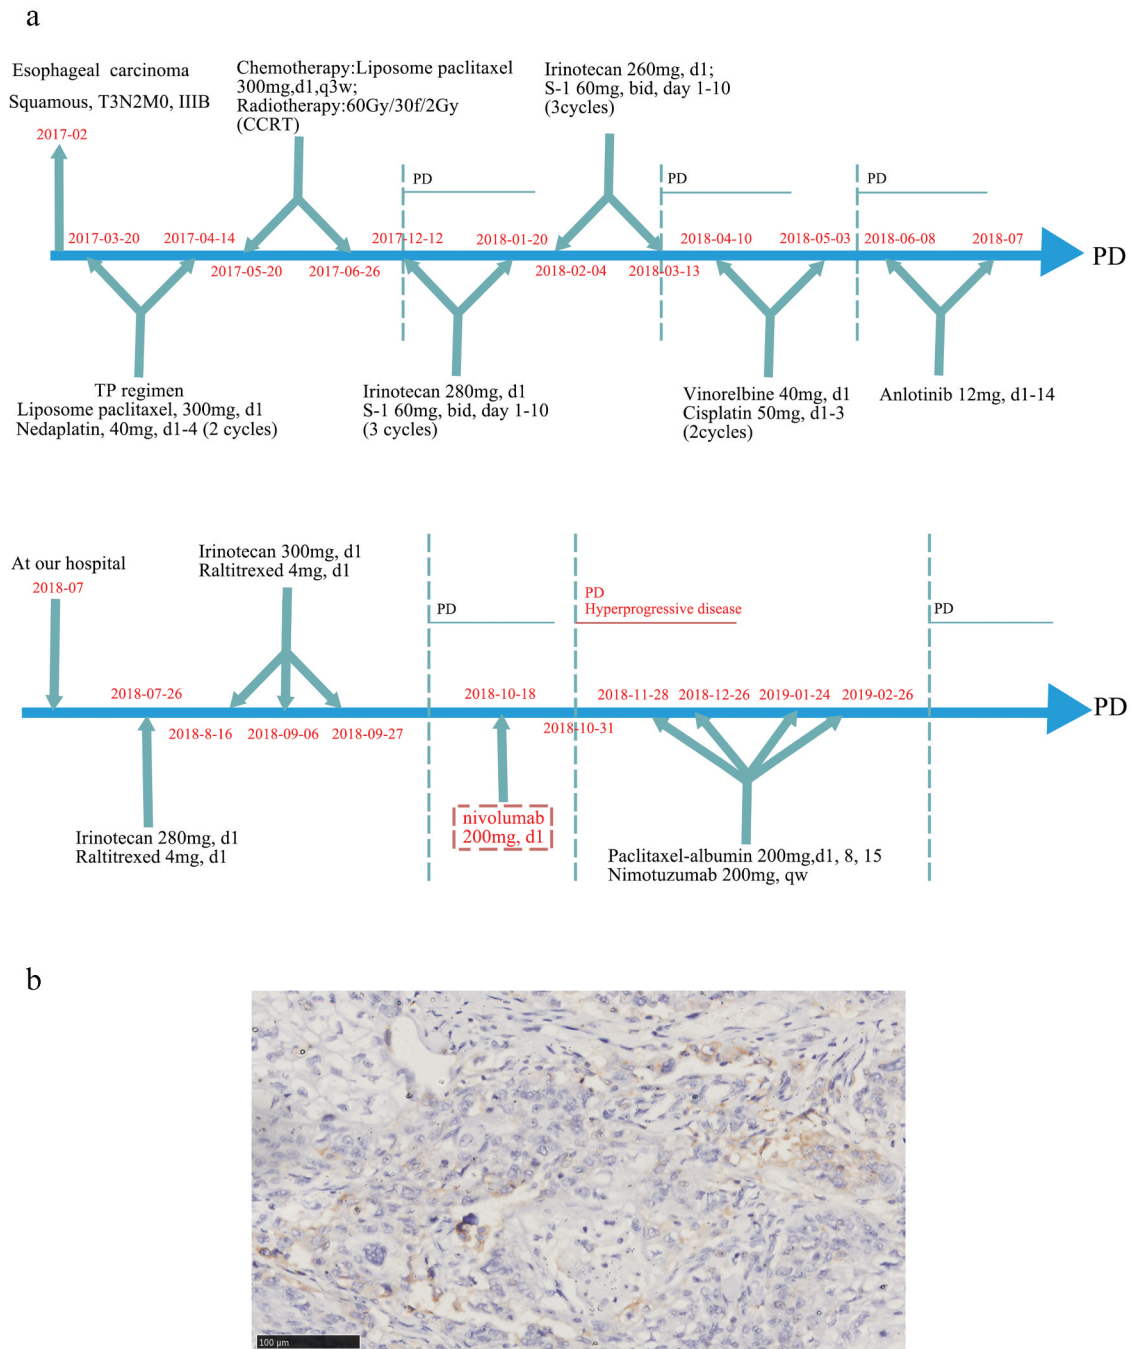 a
Esophageal carcinoma
Squamous, T3N2M0, IIIB
2017-02
Chemotherapy:Liposome paclitaxel
300mg,d1,q3w;
Radiotherapy:60Gy/30f/2Gy
(CCRT)
Irinotecan 260mg, d1;
S-1 60mg, bid, day 1-10
(3cycles)
PD
PD
PD
2017-03-20
2017-04-14
2017-05-20
2017-06-26
2017-12-12
2018-01-20
2018-02-04
2018-03-13
2018-04-10
2018-05-03
2018-06-08
2018-07
PD
TP regimen
Liposome paclitaxel, 300mg, d1
Nedaplatin, 40mg, d1-4 (2 cycles)
Irinotecan 280mg, d1
S-1 60mg, bid, day 1-10
(3 cycles)
Vinorelbine 40mg, d1
Cisplatin 50mg, d1-3
(2cycles)
Anlotinib 12mg, d1-14
At our hospital
2018-07
Irinotecan 300mg, d1
Raltitrexed 4mg, d1
PD
PD
Hyperprogressive disease
PD
2018-07-26
2018-8-16
2018-09-06
2018-09-27
2018-10-18
2018-10-31
2018-11-28
2018-12-26
2019-01-24
2019-02-26
PD
Irinotecan 280mg, d1
Raltitrexed 4mg, d1
nivolumab
200mg, d1
Paclitaxel-albumin 200mg,d1, 8, 15
Nimotuzumab 200mg, qw
b
100 µm